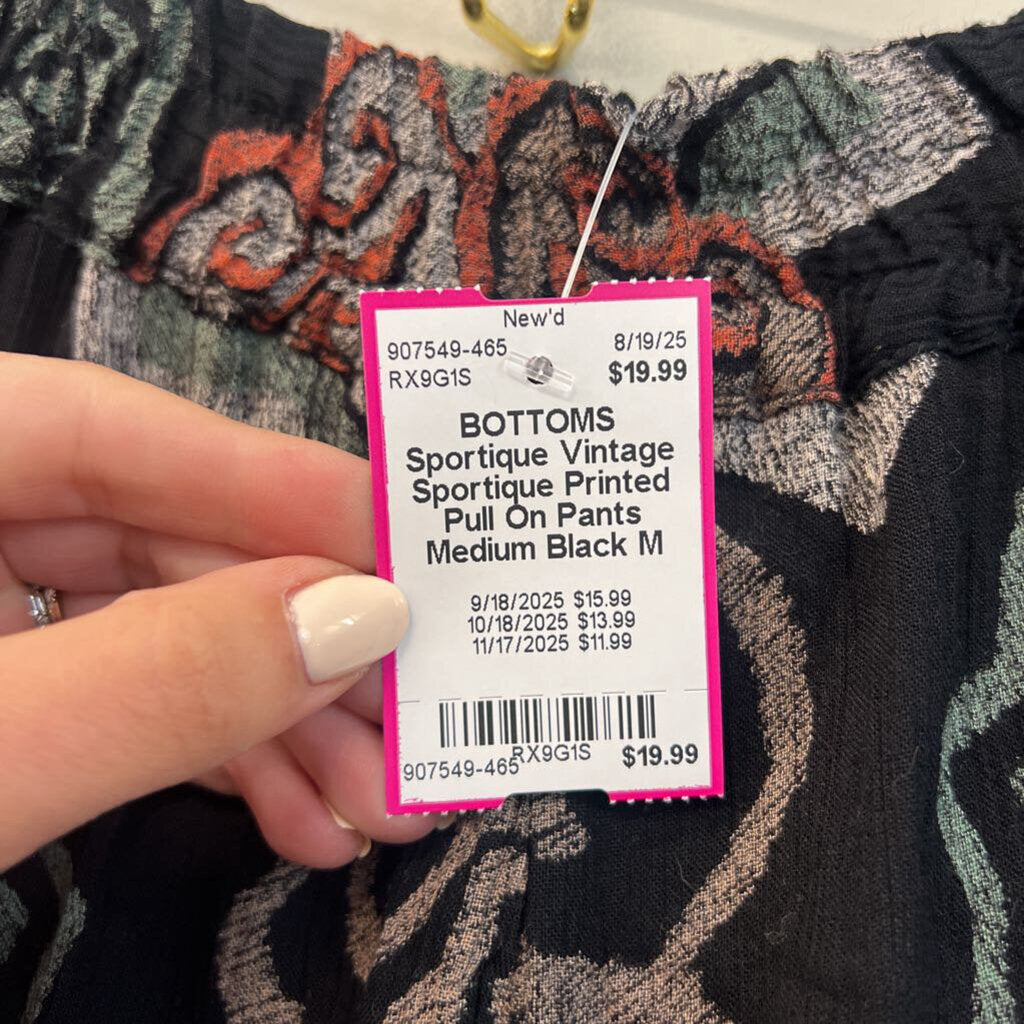 New'd
907549-465 8/19/25
RX9G1S $19.99
BOTTOMS
Sportique Vintage
Sportique Printed
Pull On Pants
Medium Black M
9/18/2025 $15.99
10/18/2025 $13.99
11/17/2025 $11.99
RX9G1S $19.99
907549-465